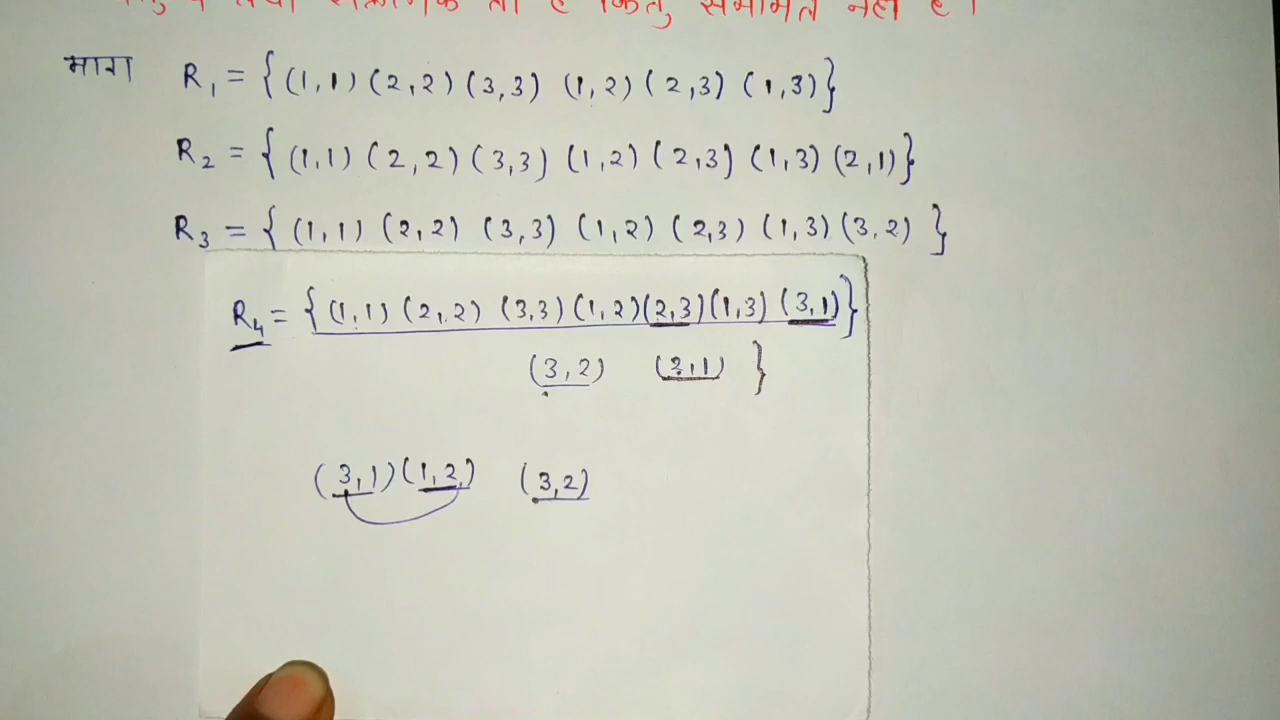 तो है किंतु सममित नहीं है।
माना R₁ = {(1,1) (2,2) (3,3) (1,2) (2,3) (1,3)}
R₂ = {(1,1) (2,2) (3,3) (1,2) (2,3) (1,3) (2,1)}
R₃ = {(1,1) (2,2) (3,3) (1,2) (2,3) (1,3) (3,2) }
R₄ = {(1,1) (2,2) (3,3) (1,2) (2,3) (1,3) (3,1)}
(3,2) (2,1) }
(3,1) (1,2) (3,2)